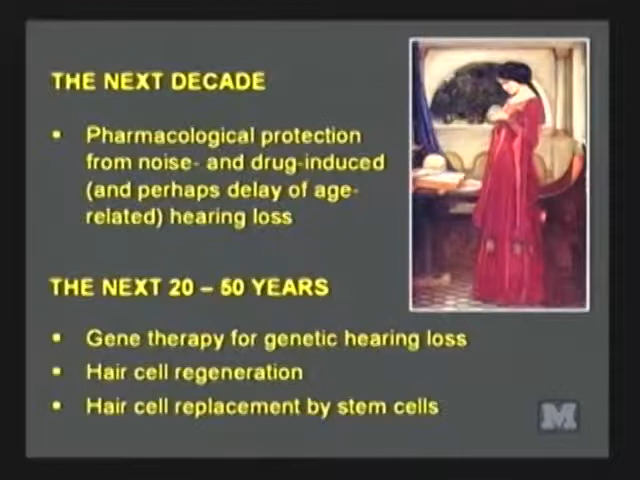 THE NEXT DECADE
▪ Pharmacological protection
from noise- and drug-induced
(and perhaps delay of age-
related) hearing loss
THE NEXT 20 – 50 YEARS
▪ Gene therapy for genetic hearing loss
▪ Hair cell regeneration
▪ Hair cell replacement by stem cells
M